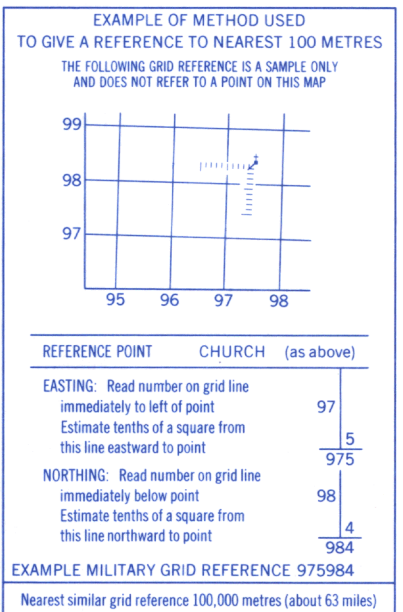 EXAMPLE OF METHOD USED
TO GIVE A REFERENCE TO NEAREST 100 METRES
THE FOLLOWING GRID REFERENCE IS A SAMPLE ONLY
AND DOES NOT REFER TO A POINT ON THIS MAP
99
98
97
95 96 97 98
REFERENCE POINT CHURCH (as above)
EASTING: Read number on grid line
immediately to left of point 97
Estimate tenths of a square from
this line eastward to point 5
975
NORTHING: Read number on grid line
immediately below point 98
Estimate tenths of a square from
this line northward to point 4
984
EXAMPLE MILITARY GRID REFERENCE 975984
Nearest similar grid reference 100,000 metres (about 63 miles)